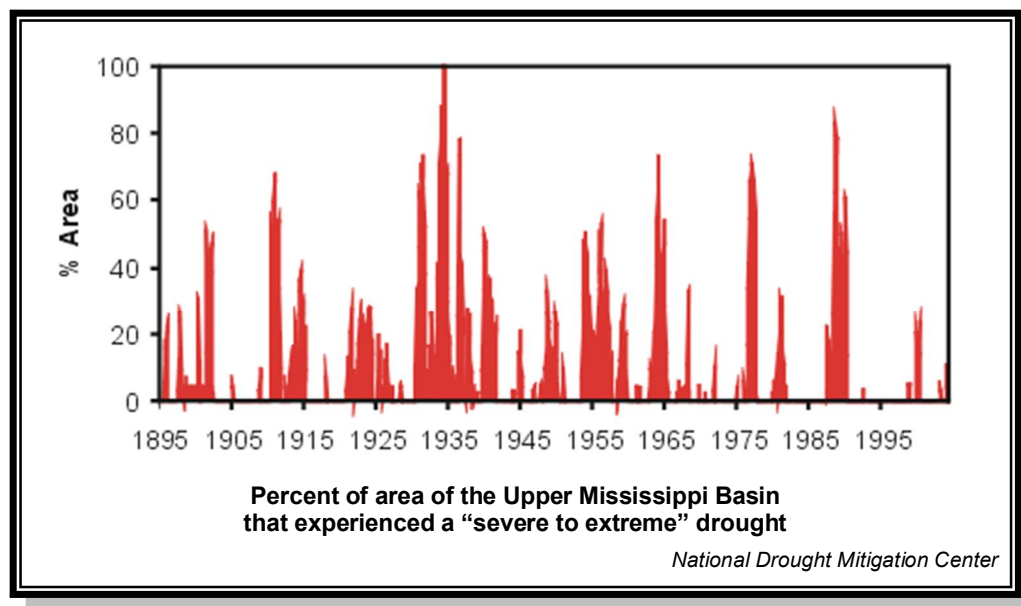 100
80
60
40
20
0
% Area
1895 1905 1915 1925 1935 1945 1955 1965 1975 1985 1995
Percent of area of the Upper Mississippi Basin
that experienced a “severe to extreme” drought
National Drought Mitigation Center